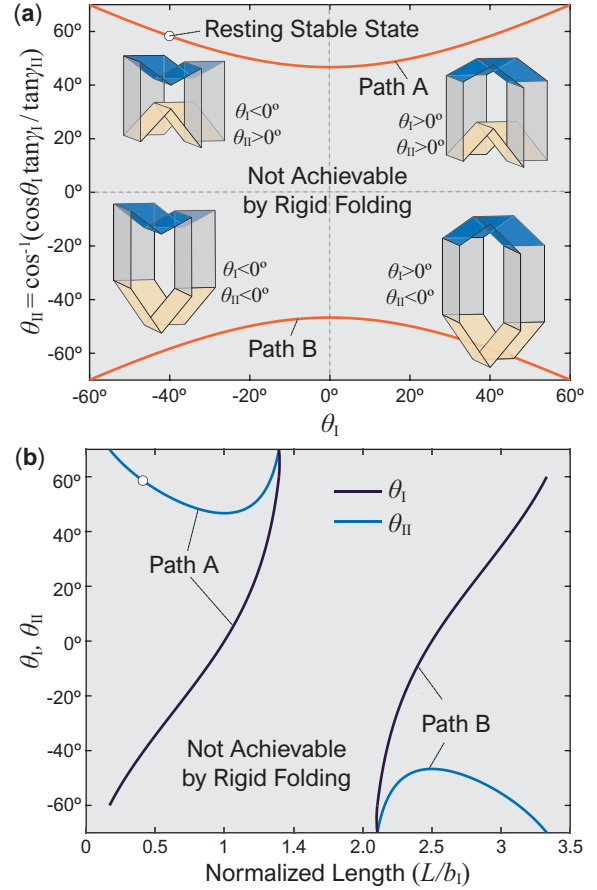 (a)
60º
40º
20º
0º
-20º
-40º
-60º
θII = cos-1(cosθI tanγI / tanγII)
Resting Stable State
Path A
θI<0º
θII>0º
θI>0º
θII>0º
Not Achievable
by Rigid Folding
θI<0º
θII<0º
θI>0º
θII<0º
Path B
-60º -40º -20º 0º 20º 40º 60º
θI
(b)
60º
40º
20º
0º
-20º
-40º
-60º
θI, θII
θI
θII
Path A
Path B
Not Achievable
by Rigid Folding
0 0.5 1 1.4 2 2.5 3 3.5
Normalized Length (L/bI)